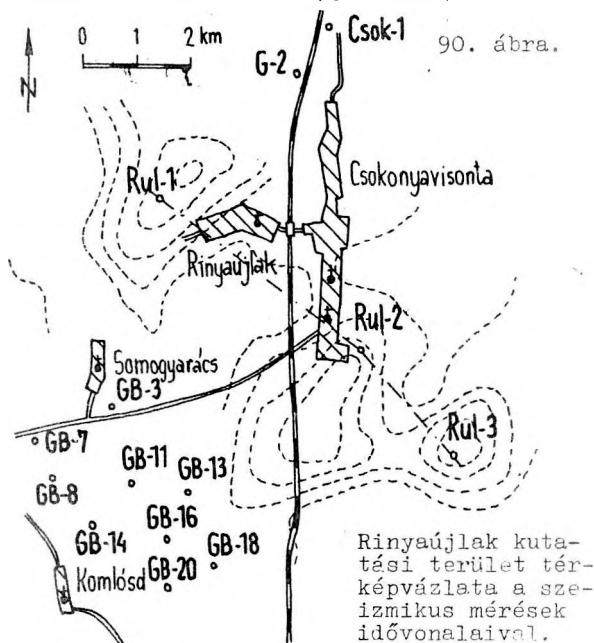 Csok-1
90. ábra.
0 1 2 km
G-2
N
Csokonyavisonta
Rul-1
Rinyaújlak
Rul-2
Somogyarács
GB-3
GB-7
Rul-3
GB-11
GB-13
GB-8
GB-16
GB-14
GB-18
Komlósd
GB-20
Rinyaújlak kuta-
tási terület tér-
képvázlata a sze-
izmikus mérések
idővonalaival.